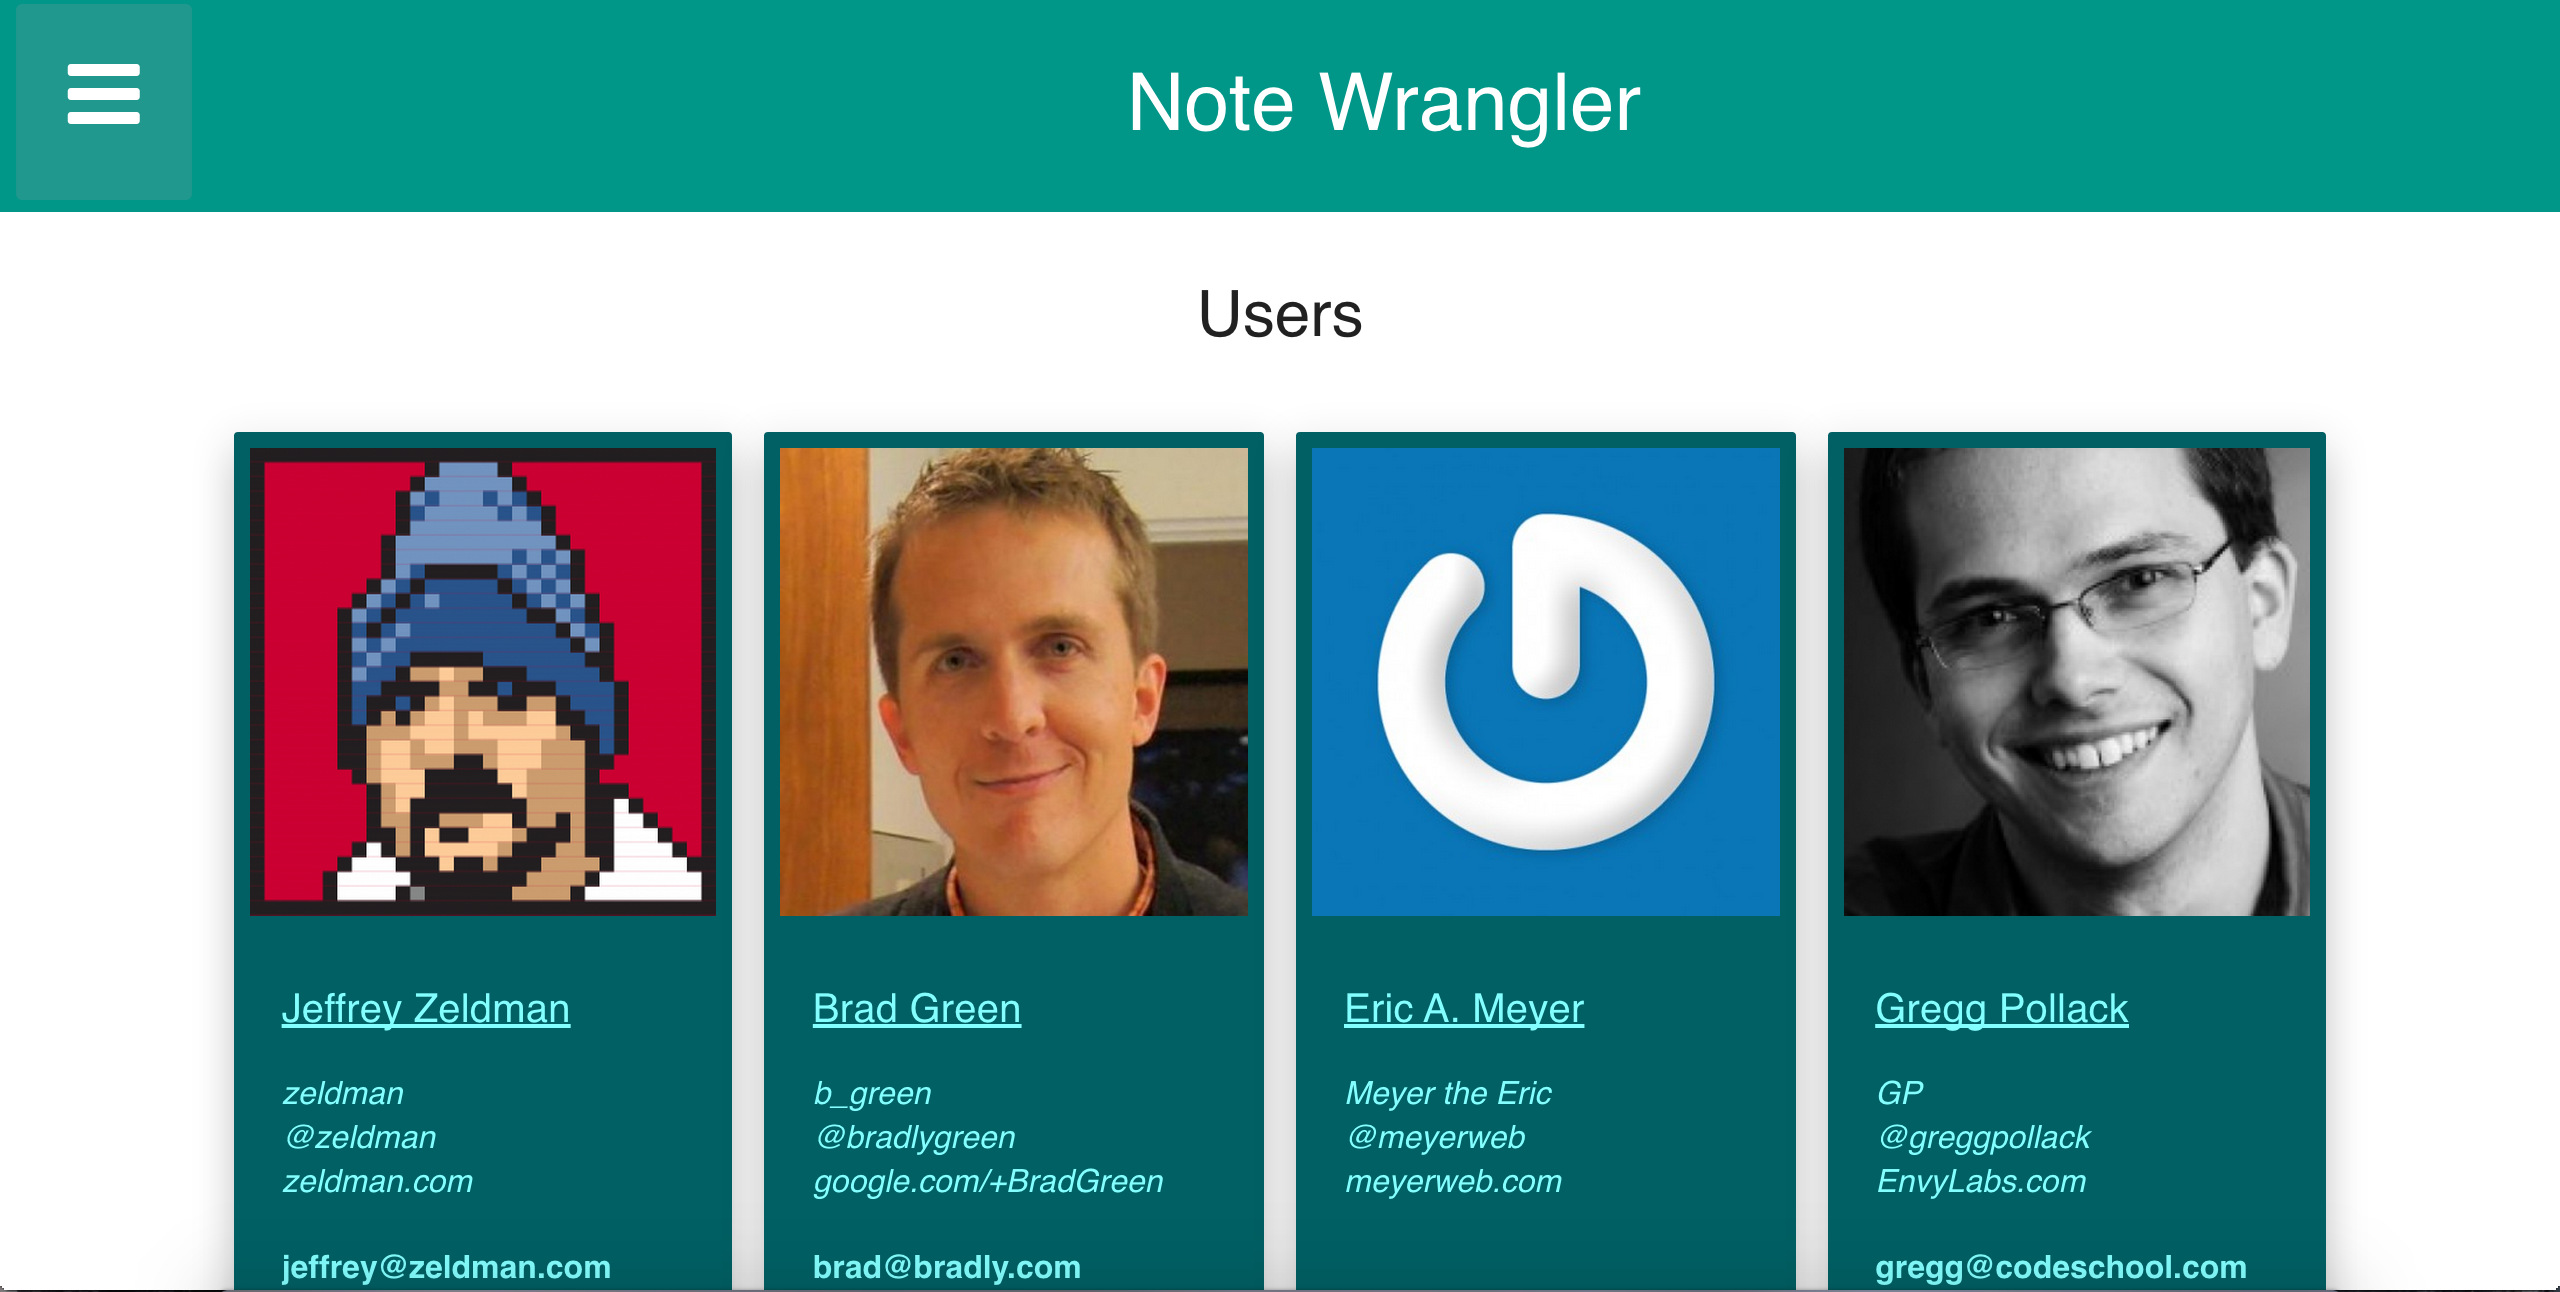 Note Wrangler
Users
Jeffrey Zeldman
zeldman
@zeldman
zeldman.com
jeffrey@zeldman.com
Brad Green
b_green
@bradlygreen
google.com/+BradGreen
brad@bradly.com
Eric A. Meyer
Meyer the Eric
@meyerweb
meyerweb.com
Gregg Pollack
GP
@greggpollack
EnvyLabs.com
gregg@codeschool.com